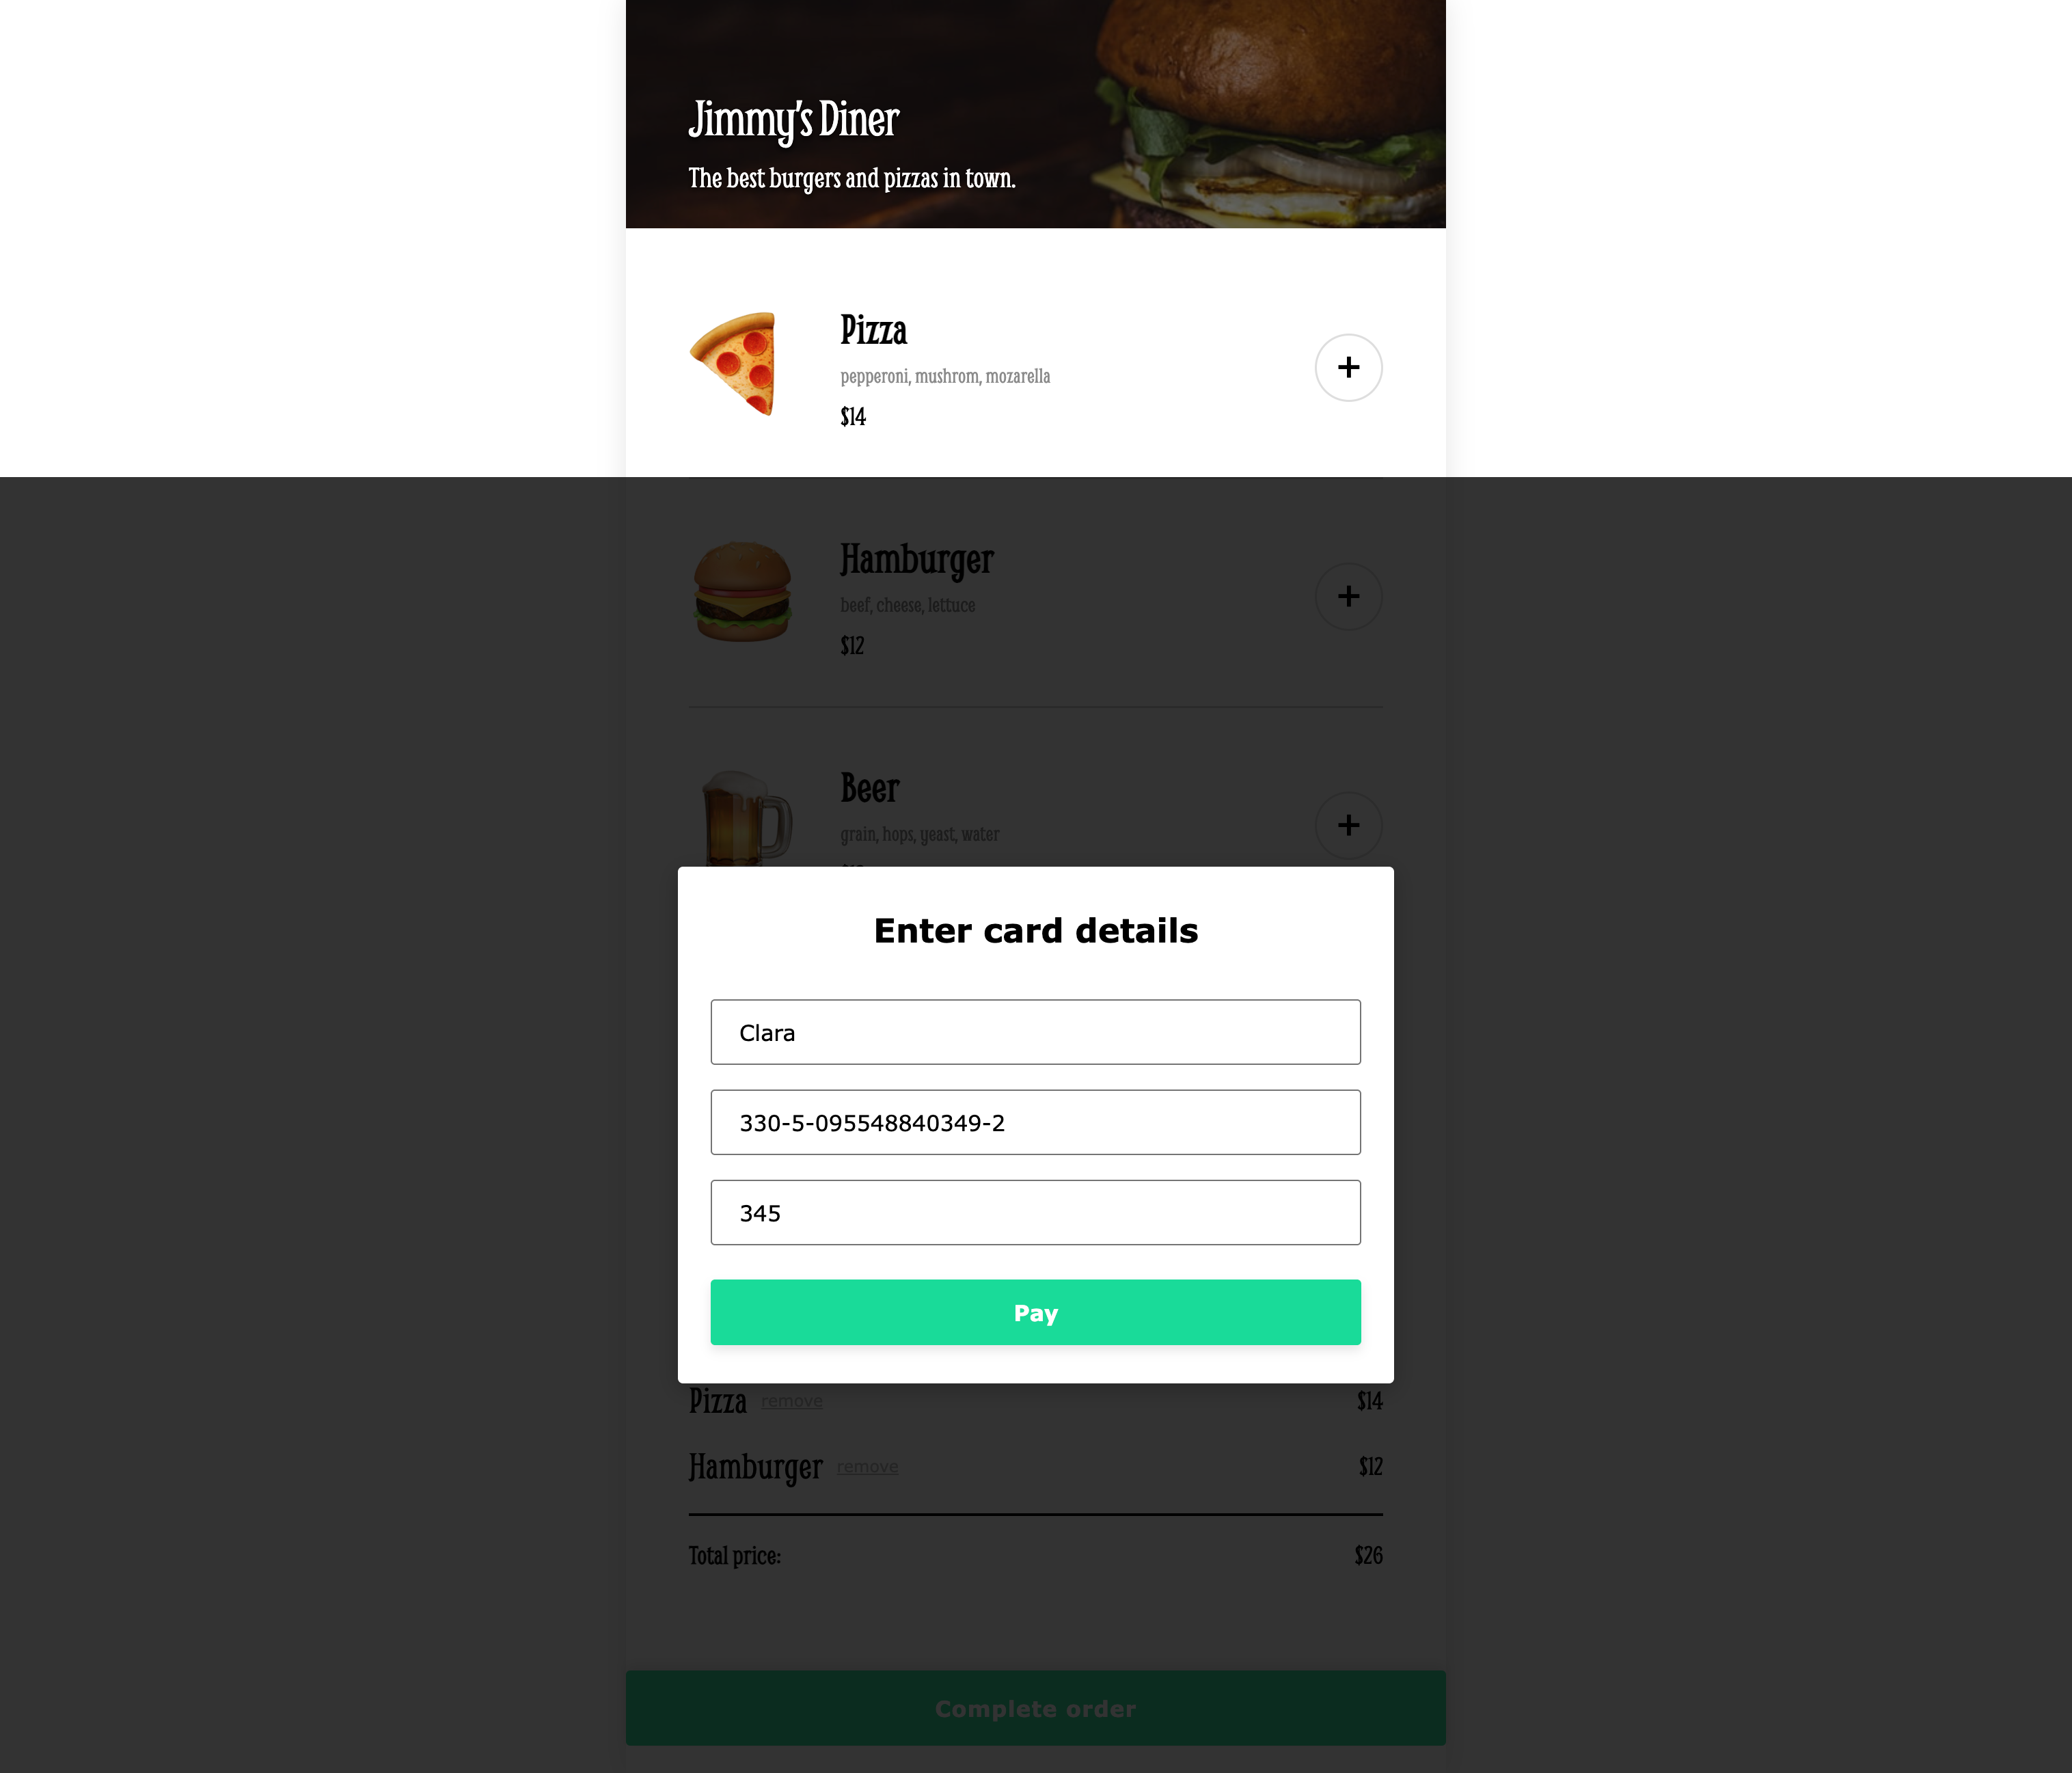 Jimmy's Diner
The best burgers and pizzas in town.
Pizza
pepperoni, mushrom, mozarella
$14
Hamburger
beef, cheese, lettuce
$12
Beer
grain, hops, yeast, water
Enter card details
Clara
330-5-095548840349-2
345
Pay
Pizza remove $14
Hamburger remove $12
Total price: $26
Complete order